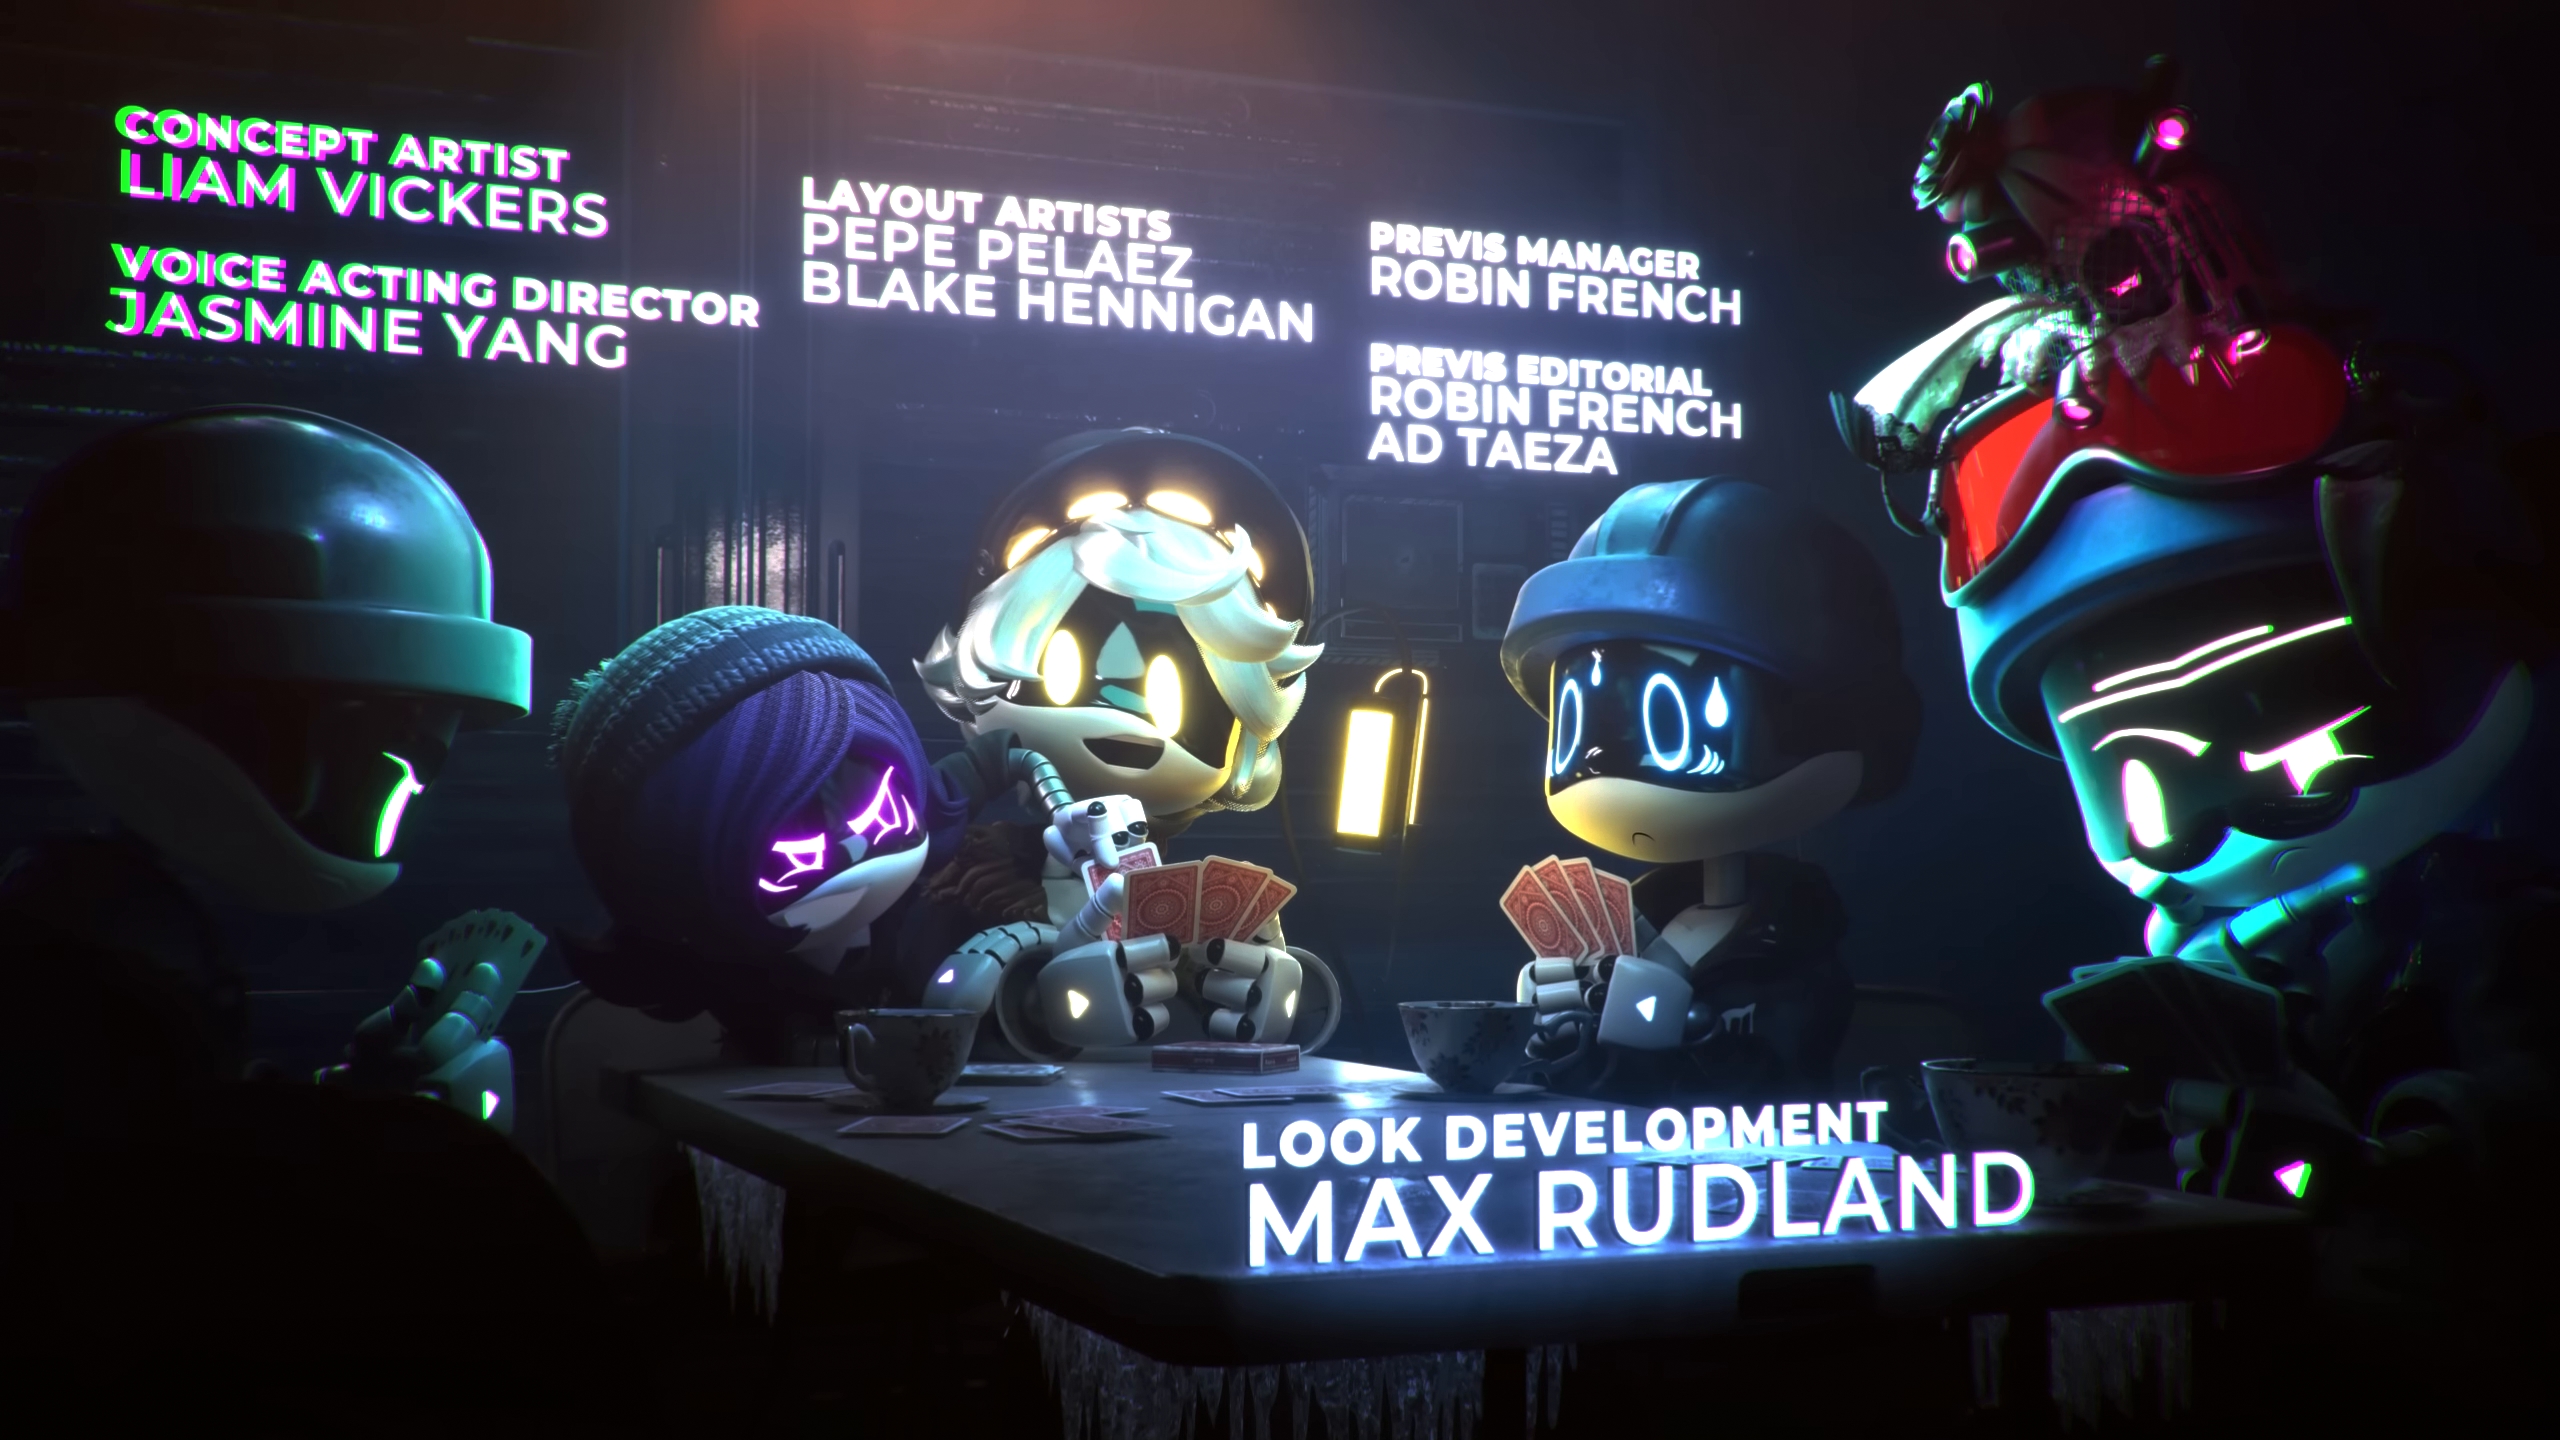 CONCEPT ARTIST
LIAM VICKERS
VOICE ACTING DIRECTOR
JASMINE YANG
LAYOUT ARTISTS
PEPE PELAEZ
BLAKE HENNIGAN
PREVIS MANAGER
ROBIN FRENCH
PREVIS EDITORIAL
ROBIN FRENCH
AD TAEZA
LOOK DEVELOPMENT
MAX RUDLAND